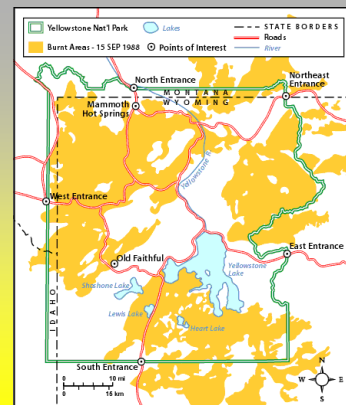 Yellowstone Nat'l Park
Lakes
STATE BORDERS
Roads
Burnt Areas - 15 SEP 1988
Points of Interest
River
North Entrance
Northeast
Entrance
MONTANA
WYOMING
Mammoth
Hot Springs
Yellowstone R.
West Entrance
East Entrance
Old Faithful
Yellowstone
Lake
Shoshone Lake
IDAHO
Lewis Lake
Heart Lake
South Entrance
0 10 mi
0 15 km
N
W E
S